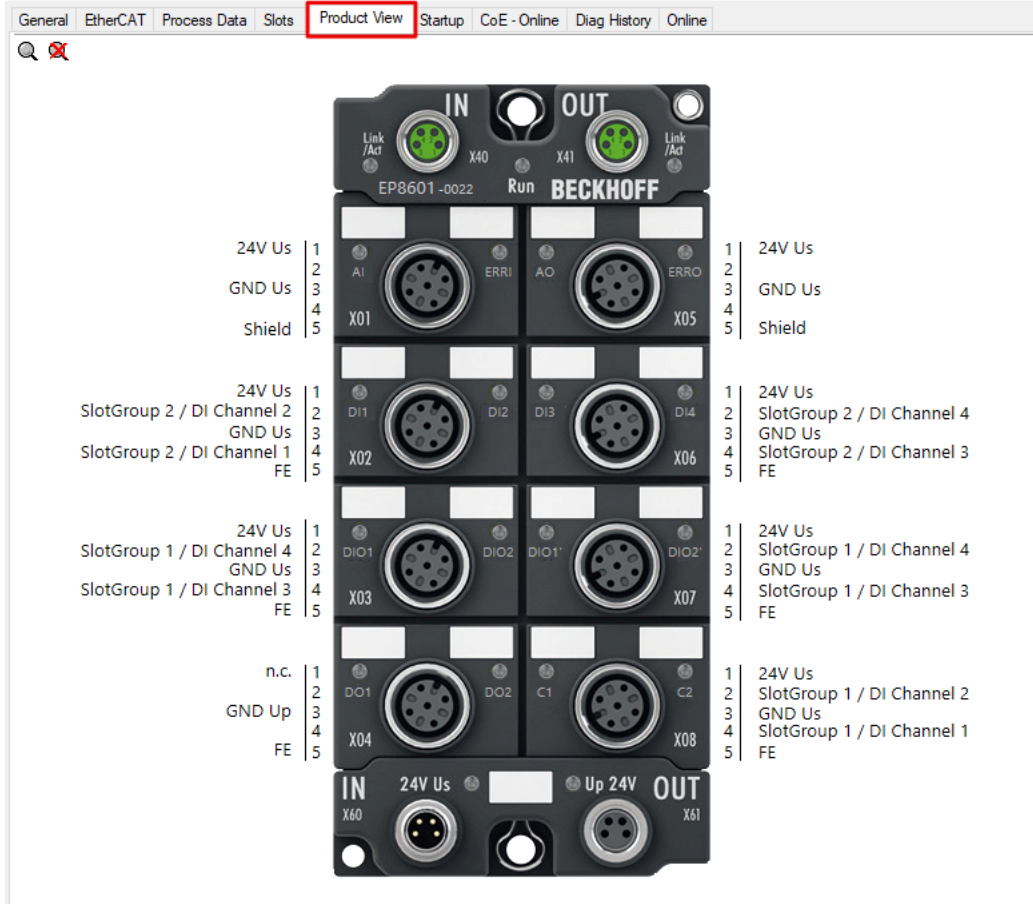 General EtherCAT Process Data Slots Product View Startup CoE - Online Diag History Online
IN OUT
Link /Act X40 X41 Link /Act
EP8601 -0022 Run BECKHOFF
24V Us 1
2
GND Us 3
4
Shield 5
AI ERRI
X01
AO ERRO
X05
1 24V Us
2
3 GND Us
4
5 Shield
24V Us 1
SlotGroup 2 / DI Channel 2 2
GND Us 3
SlotGroup 2 / DI Channel 1 4
FE 5
DI1 DI2
X02
DI3 DI4
X06
1 24V Us
2 SlotGroup 2 / DI Channel 4
3 GND Us
4 SlotGroup 2 / DI Channel 3
5 FE
24V Us 1
SlotGroup 1 / DI Channel 4 2
GND Us 3
SlotGroup 1 / DI Channel 3 4
FE 5
DIO1 DIO2
X03
DIO1' DIO2'
X07
1 24V Us
2 SlotGroup 1 / DI Channel 4
3 GND Us
4 SlotGroup 1 / DI Channel 3
5 FE
n.c. 1
2
GND Up 3
4
FE 5
DO1 DO2
X04
C1 C2
X08
1 24V Us
2 SlotGroup 1 / DI Channel 2
3 GND Us
4 SlotGroup 1 / DI Channel 1
5 FE
IN 24V Us Up 24V OUT
X60 X61